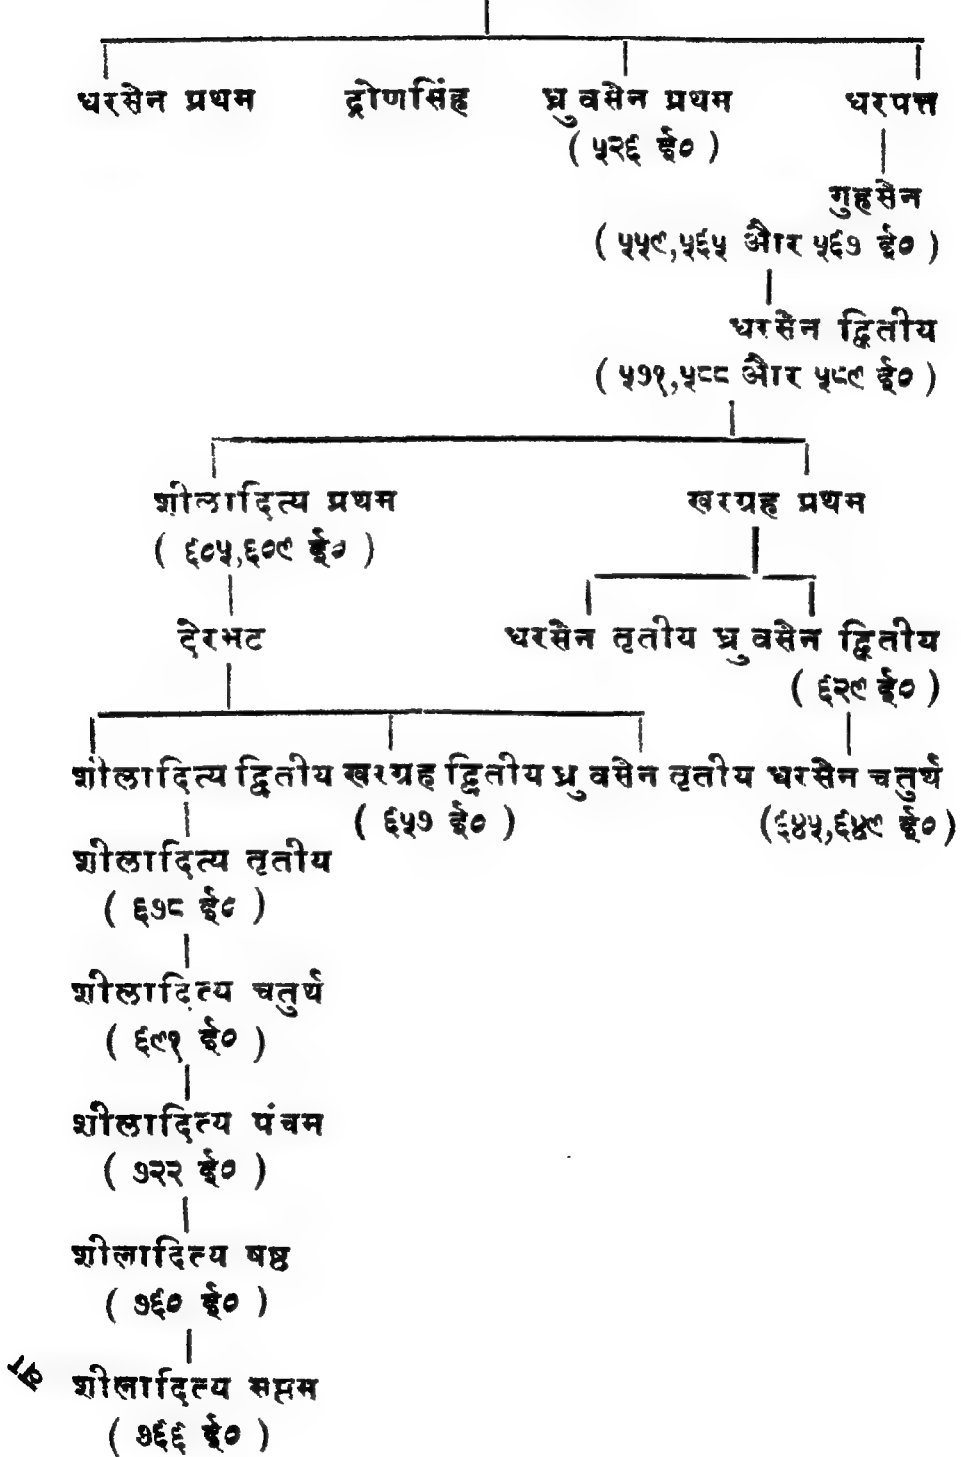 धरसेन प्रथम द्रोणसिंह ध्रुवसेन प्रथम धरपत्त
( ५२६ ई० )
गुहसेन
( ५५९,५६५ और ५६७ ई० )
धरसेन द्वितीय
( ५७१,५८८ और ५८९ ई० )
शीलादित्य प्रथम खरग्रह प्रथम
( ६०५,६०९ ई० )
देरभट धरसेन तृतीय ध्रुवसेन द्वितीय
( ६२९ ई० )
शीलादित्य द्वितीय खरग्रह द्वितीय ध्रुवसेन तृतीय धरसेन चतुर्थ
( ६५७ ई० ) (६४५,६४९ ई० )
शीलादित्य तृतीय
( ६७८ ई० )
शीलादित्य चतुर्थ
( ६९१ ई० )
शीलादित्य पंचम
( ७२२ ई० )
शीलादित्य षष्ठ
( ७६० ई० )
शीलादित्य सप्तम
( ७६६ ई० )